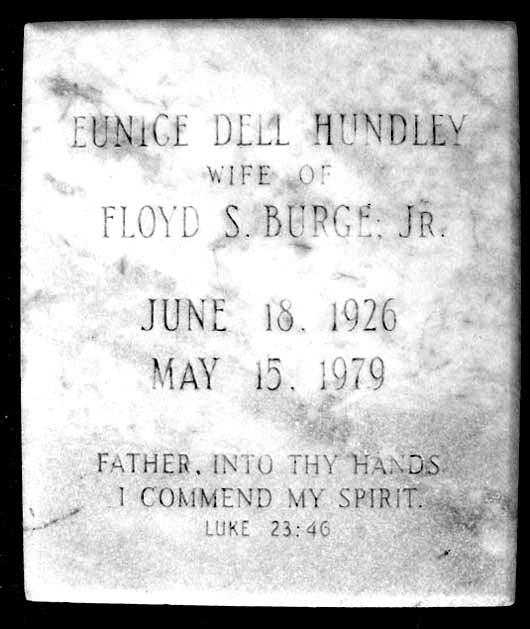 EUNICE DELL HUNDLEY
WIFE OF
FLOYD S. BURGE, JR.
JUNE 18, 1926
MAY 15, 1979
FATHER, INTO THY HANDS
I COMMEND MY SPIRIT.
LUKE 23:46